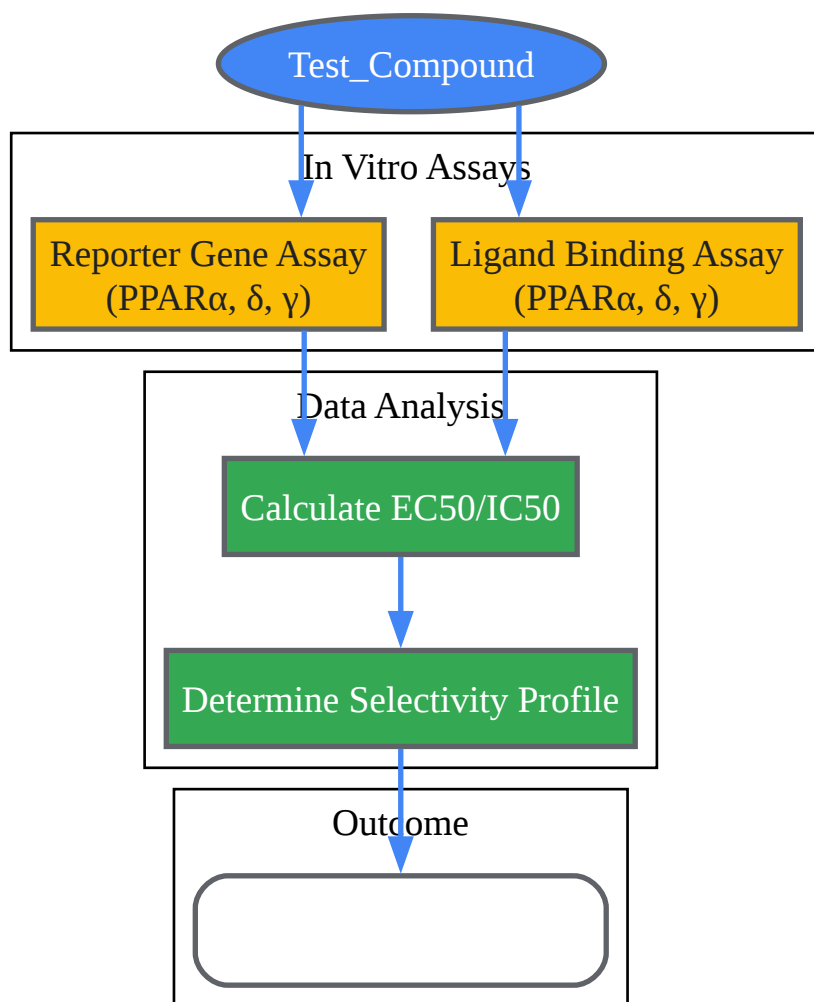 Test_Compound
In Vitro Assays
Reporter Gene Assay
(PPARα, δ, γ)
Ligand Binding Assay
(PPARα, δ, γ)
Data Analysis
Calculate EC50/IC50
Determine Selectivity Profile
Outcome